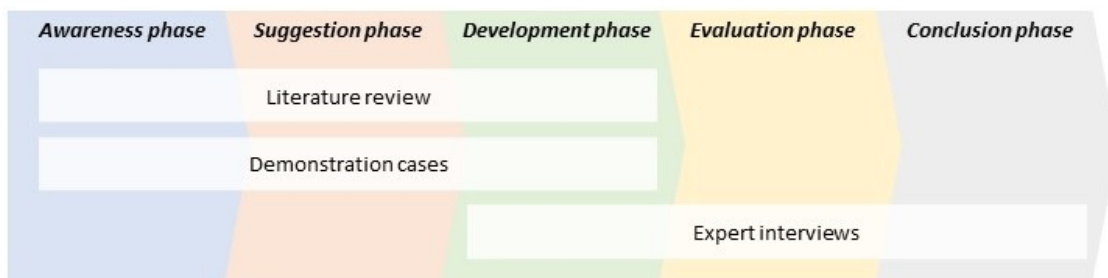 Awareness phase Suggestion phase Development phase Evaluation phase Conclusion phase
Literature review
Demonstration cases
Expert interviews